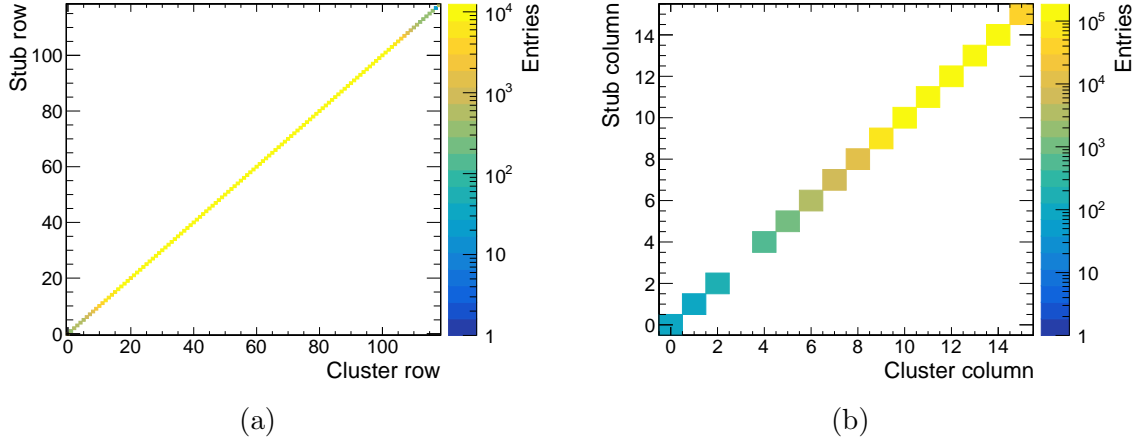 Stub row
100
80
60
40
20
0
0 20 40 60 80 100
Cluster row
10^4
10^3
10^2
10
1
Entries
(a)
Stub column
14
12
10
8
6
4
2
0
0 2 4 6 8 10 12 14
Cluster column
10^5
10^4
10^3
10^2
10
1
Entries
(b)